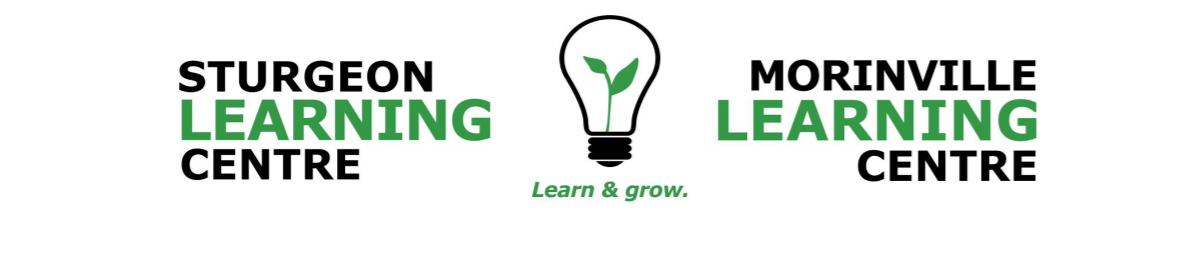 STURGEON
LEARNING
CENTRE
Learn & grow.
MORINVILLE
LEARNING
CENTRE